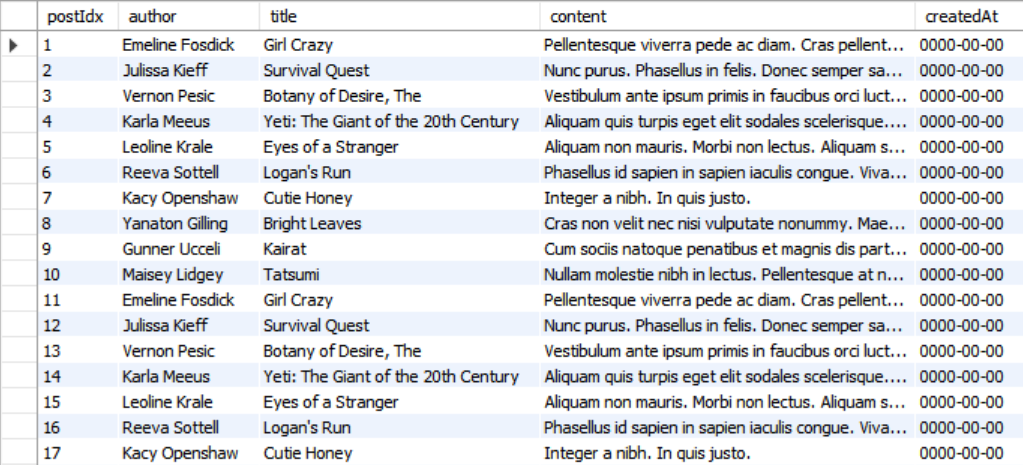 postIdx author title content createdAt
1 Emeline Fosdick Girl Crazy Pellentesque viverra pede ac diam. Cras pellent... 0000-00-00
2 Julissa Kieff Survival Quest Nunc purus. Phasellus in felis. Donec semper sa... 0000-00-00
3 Vernon Pesic Botany of Desire, The Vestibulum ante ipsum primis in faucibus orci luct... 0000-00-00
4 Karla Meeus Yeti: The Giant of the 20th Century Aliquam quis turpis eget elit sodales scelerisque.... 0000-00-00
5 Leoline Krale Eyes of a Stranger Aliquam non mauris. Morbi non lectus. Aliquam s... 0000-00-00
6 Reeva Sottell Logan's Run Phasellus id sapien in sapien iaculis congue. Viva... 0000-00-00
7 Kacy Openshaw Cutie Honey Integer a nibh. In quis justo. 0000-00-00
8 Yanaton Gilling Bright Leaves Cras non velit nec nisi vulputate nonummy. Mae... 0000-00-00
9 Gunner Ucceli Kairat Cum sociis natoque penatibus et magnis dis part... 0000-00-00
10 Maisey Lidgey Tatsumi Nullam molestie nibh in lectus. Pellentesque at n... 0000-00-00
11 Emeline Fosdick Girl Crazy Pellentesque viverra pede ac diam. Cras pellent... 0000-00-00
12 Julissa Kieff Survival Quest Nunc purus. Phasellus in felis. Donec semper sa... 0000-00-00
13 Vernon Pesic Botany of Desire, The Vestibulum ante ipsum primis in faucibus orci luct... 0000-00-00
14 Karla Meeus Yeti: The Giant of the 20th Century Aliquam quis turpis eget elit sodales scelerisque.... 0000-00-00
15 Leoline Krale Eyes of a Stranger Aliquam non mauris. Morbi non lectus. Aliquam s... 0000-00-00
16 Reeva Sottell Logan's Run Phasellus id sapien in sapien iaculis congue. Viva... 0000-00-00
17 Kacy Openshaw Cutie Honey Integer a nibh. In quis justo. 0000-00-00